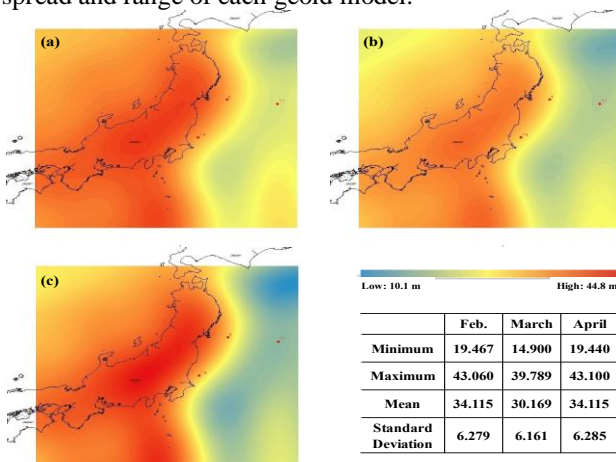 spread and range of each geoid model.
(a)
(b)
(c)
Low: 10.1 m High: 44.8 m
Feb. March April
Minimum 19.467 14.900 19.440
Maximum 43.060 39.789 43.100
Mean 34.115 30.169 34.115
Standard Deviation 6.279 6.161 6.285